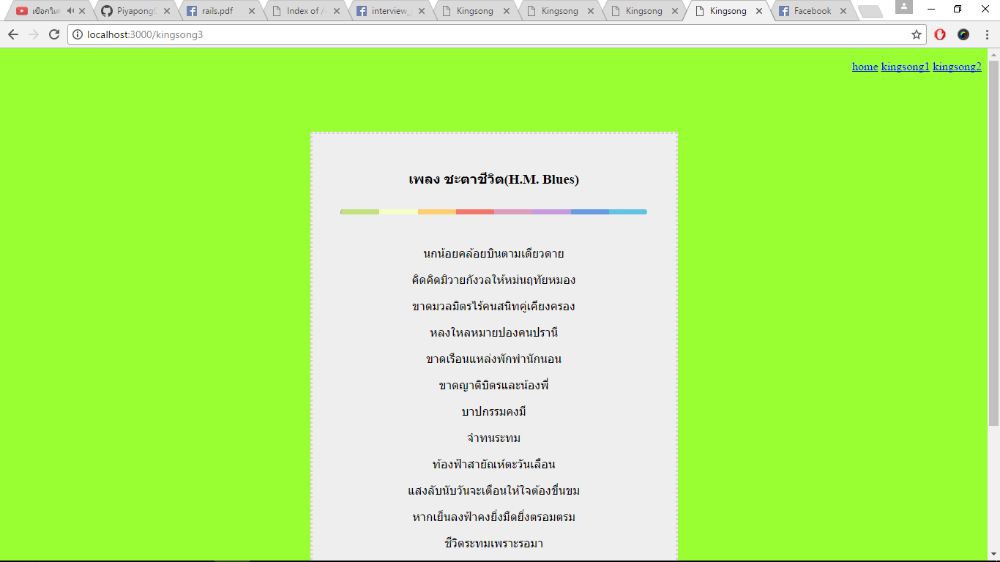 เชือกวิเศ
PiyapongC
rails.pdf
Index of /
interview_
Kingsong
Kingsong
Kingsong
Kingsong
Facebook
localhost:3000/kingsong3
home kingsong1 kingsong2
เพลง ชะตาชีวิต(H.M. Blues)
นกน้อยคล้อยบินตามเดียวดาย
คิดคิดมิวายกังวลให้หม่นฤทัยหมอง
ขาดมวลมิตรไร้คนสนิทคู่เคียงครอง
หลงใหลหมายปองคนปรานี
ขาดเรือนแหล่งพักพำนักนอน
ขาดญาติบิดรและน้องพี่
บาปกรรมคงมี
จำทนระทม
ท้องฟ้าสายัณห์ตะวันเลือน
แสงลับนับวันจะเตือนให้ใจต้องขื่นขม
หากเย็นลงฟ้าคงยิ่งมืดยิ่งตรอมตรม
ชีวิตระทมเพราะรอมา